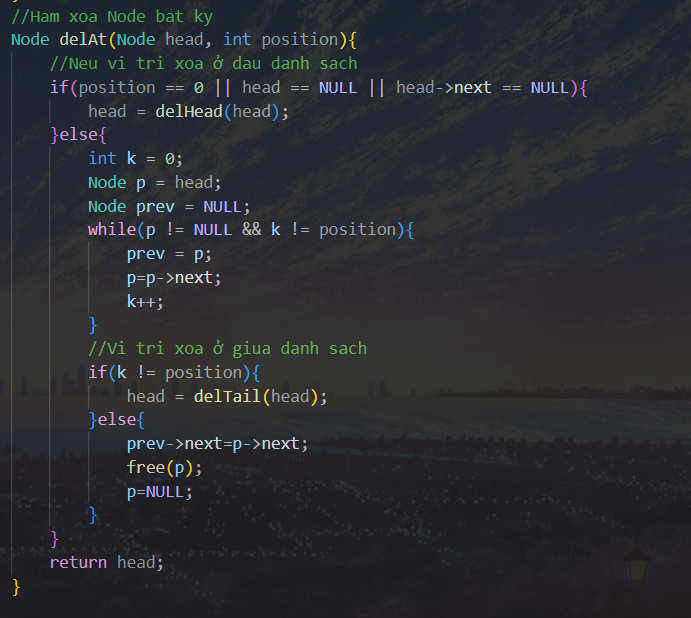 //Ham xoa Node bat ky
Node delAt(Node head, int position){
    //Neu vi tri xoa ở dau danh sach
    if(position == 0 || head == NULL || head->next == NULL){
        head = delHead(head);
    }else{
        int k = 0;
        Node p = head;
        Node prev = NULL;
        while(p != NULL && k != position){
            prev = p;
            p=p->next;
            k++;
        }
        //Vi tri xoa ở giua danh sach
        if(k != position){
            head = delTail(head);
        }else{
            prev->next=p->next;
            free(p);
            p=NULL;
        }
    }
    return head;
}